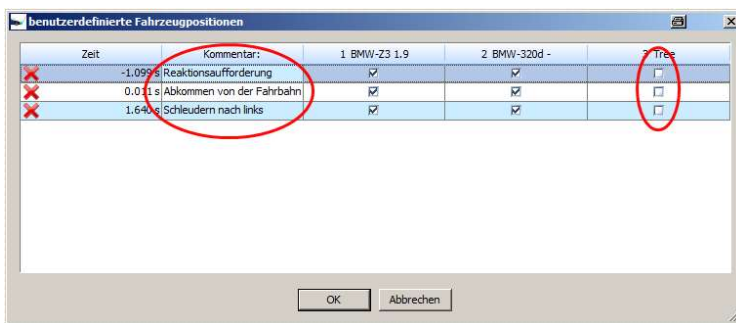 benutzerdefinierte Fahrzeugpositionen
Zeit Kommentar: 1 BMW-Z3 1.9 2 BMW-320d - 3 Tree
-1.099 s Reaktionsaufforderung
0.011 s Abkommen von der Fahrbahn
1.640 s Schleudern nach links
OK Abbrechen